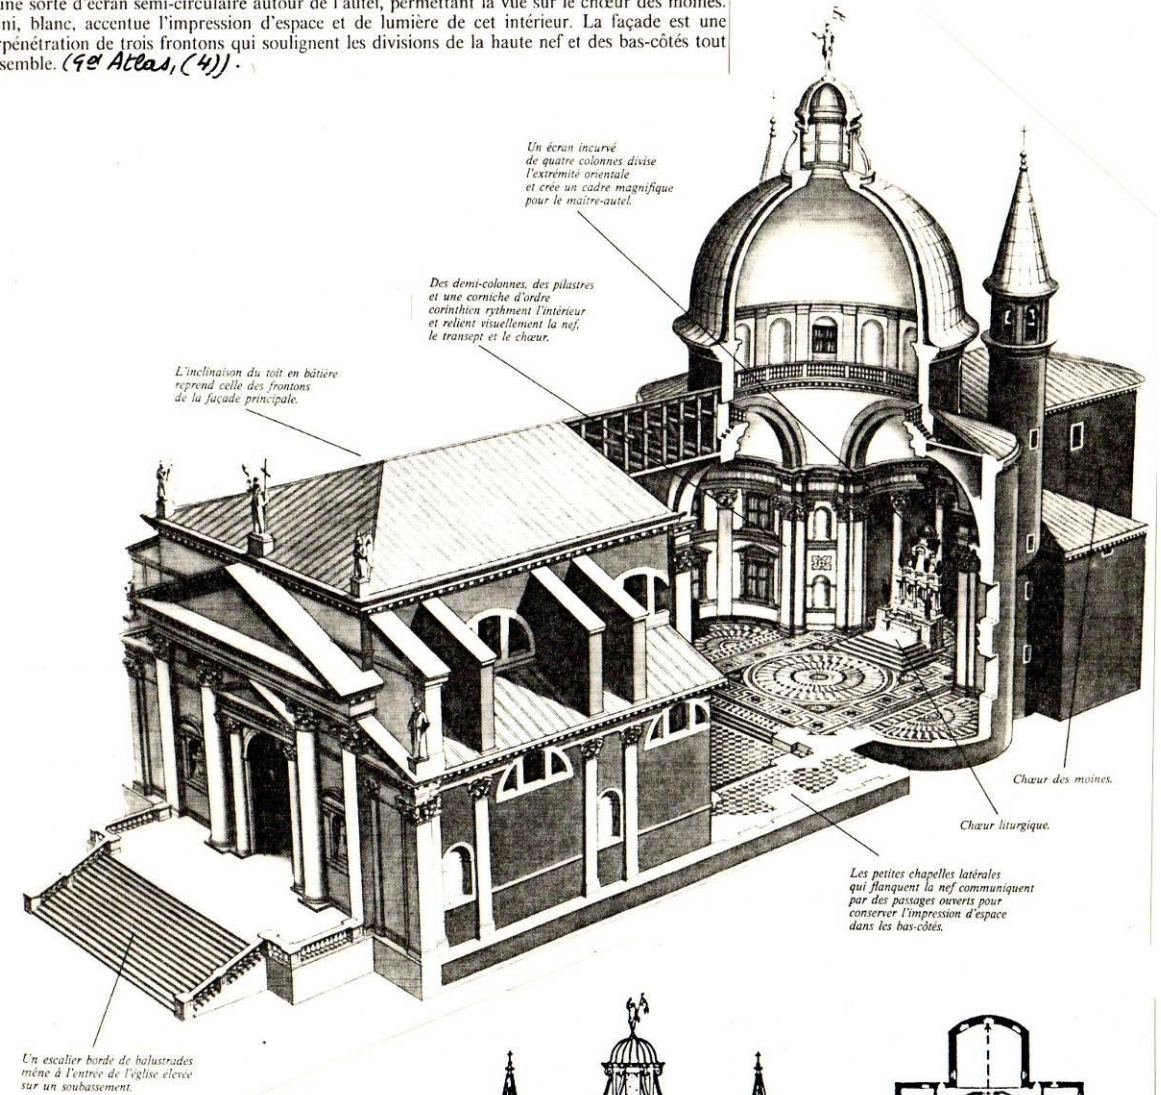 une sorte d'écran semi-circulaire autour de l'autel, permettant la vue sur le chœur des moines.
ni, blanc, accentue l'impression d'espace et de lumière de cet intérieur. La façade est une
pénétration de trois frontons qui soulignent les divisions de la haute nef et des bas-côtés tout
semble. (Gd Atlas, (4)).
Un écran incurvé
de quatre colonnes divise
l'extrémité orientale
et crée un cadre magnifique
pour le maître-autel.
Des demi-colonnes, des pilastres
et une corniche d'ordre
corinthien rythment l'intérieur
et relient visuellement la nef,
le transept et le chœur.
L'inclinaison du toit en bâtière
reprend celle des frontons
de la façade principale.
Chœur des moines.
Chœur liturgique.
Les petites chapelles latérales
qui flanquent la nef communiquent
par des passages ouverts pour
conserver l'impression d'espace
dans les bas-côtés.
Un escalier bordé de balustrades
mène à l'entrée de l'église élevée
sur un soubassement.